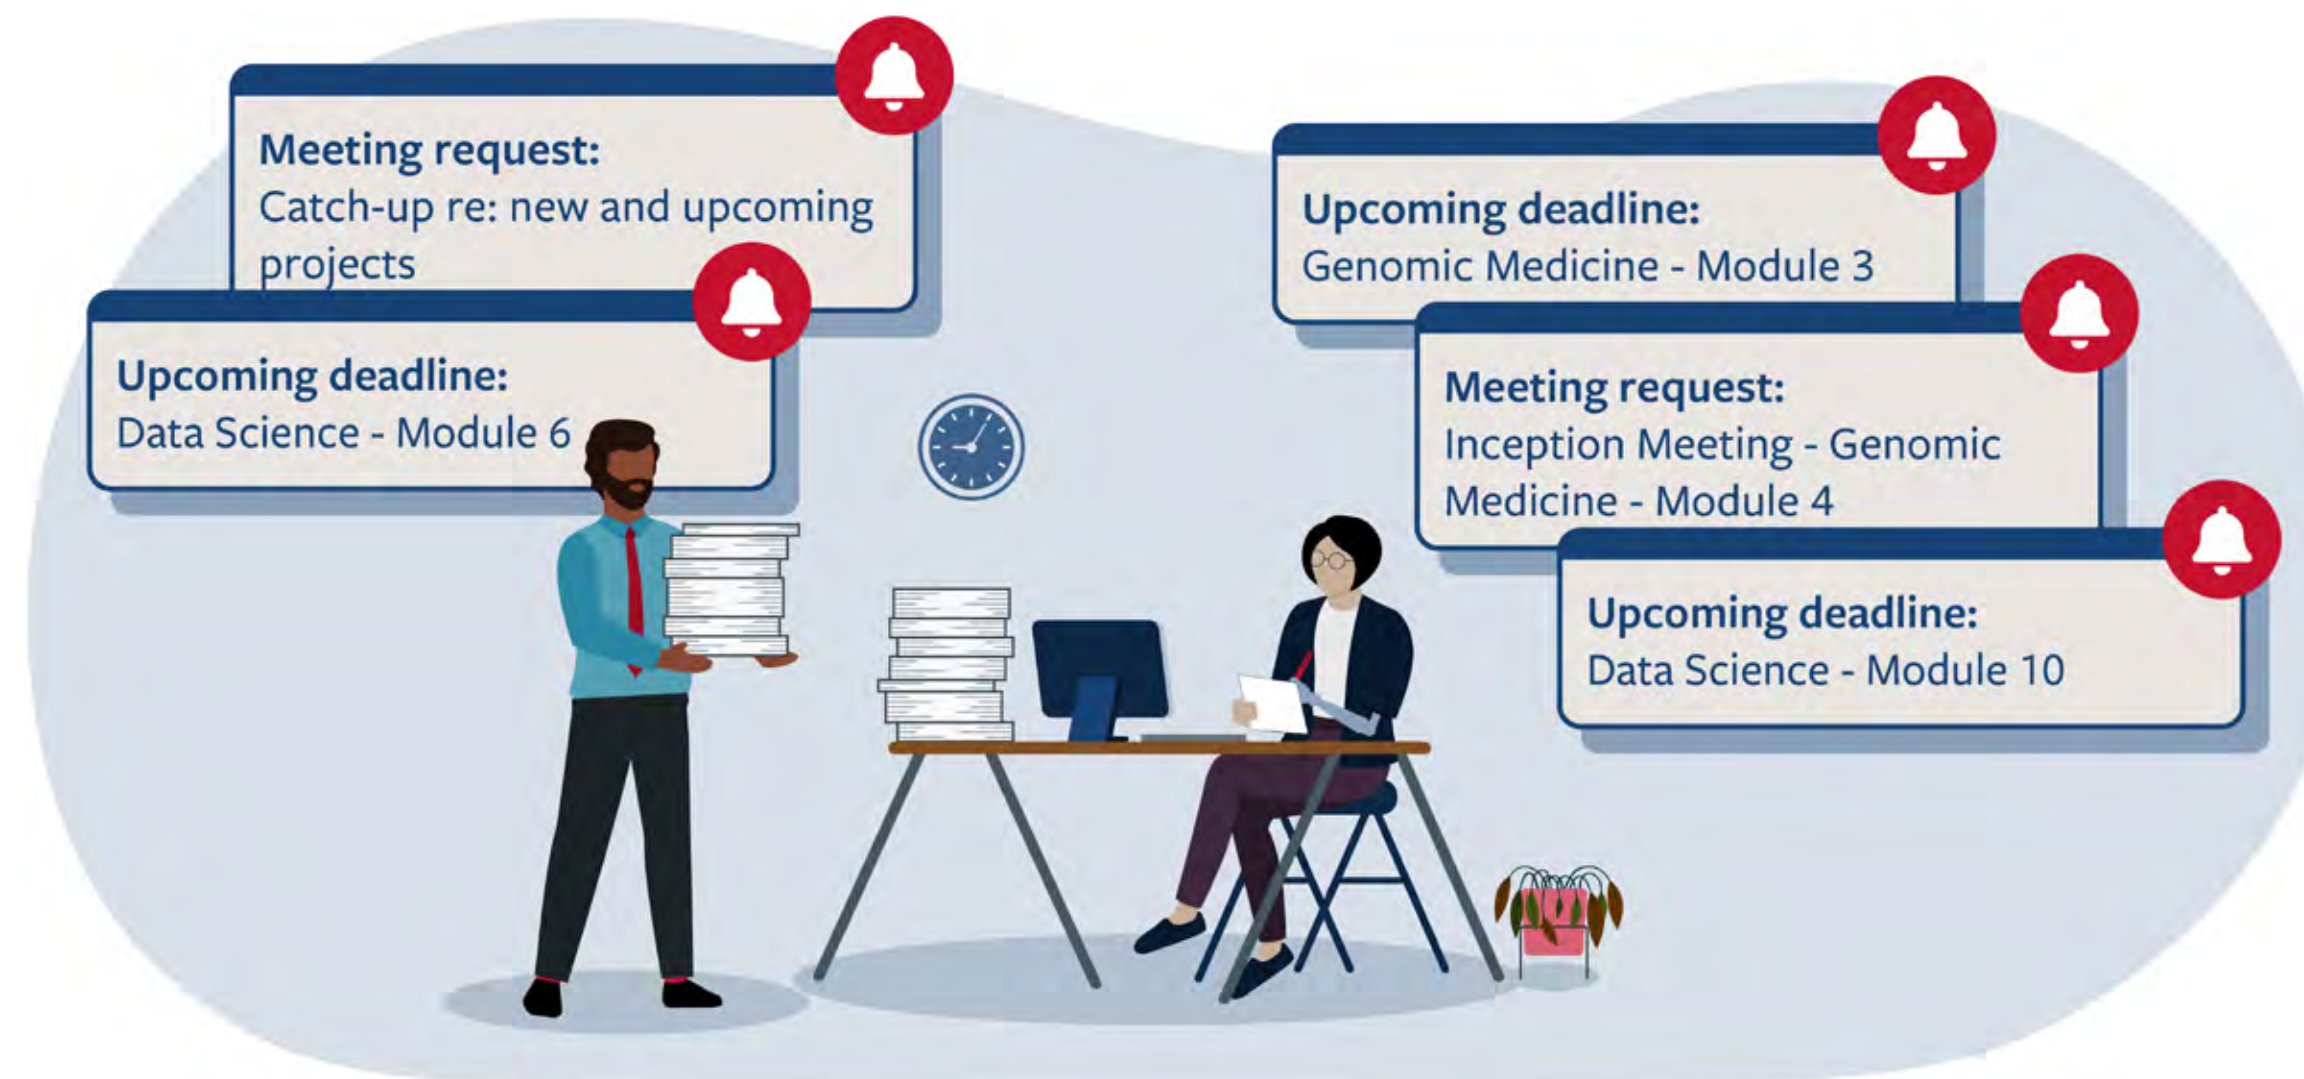 Meeting request:
Catch-up re: new and upcoming
projects
Upcoming deadline:
Data Science - Module 6
Upcoming deadline:
Genomic Medicine - Module 3
Meeting request:
Inception Meeting - Genomic
Medicine - Module 4
Upcoming deadline:
Data Science - Module 10